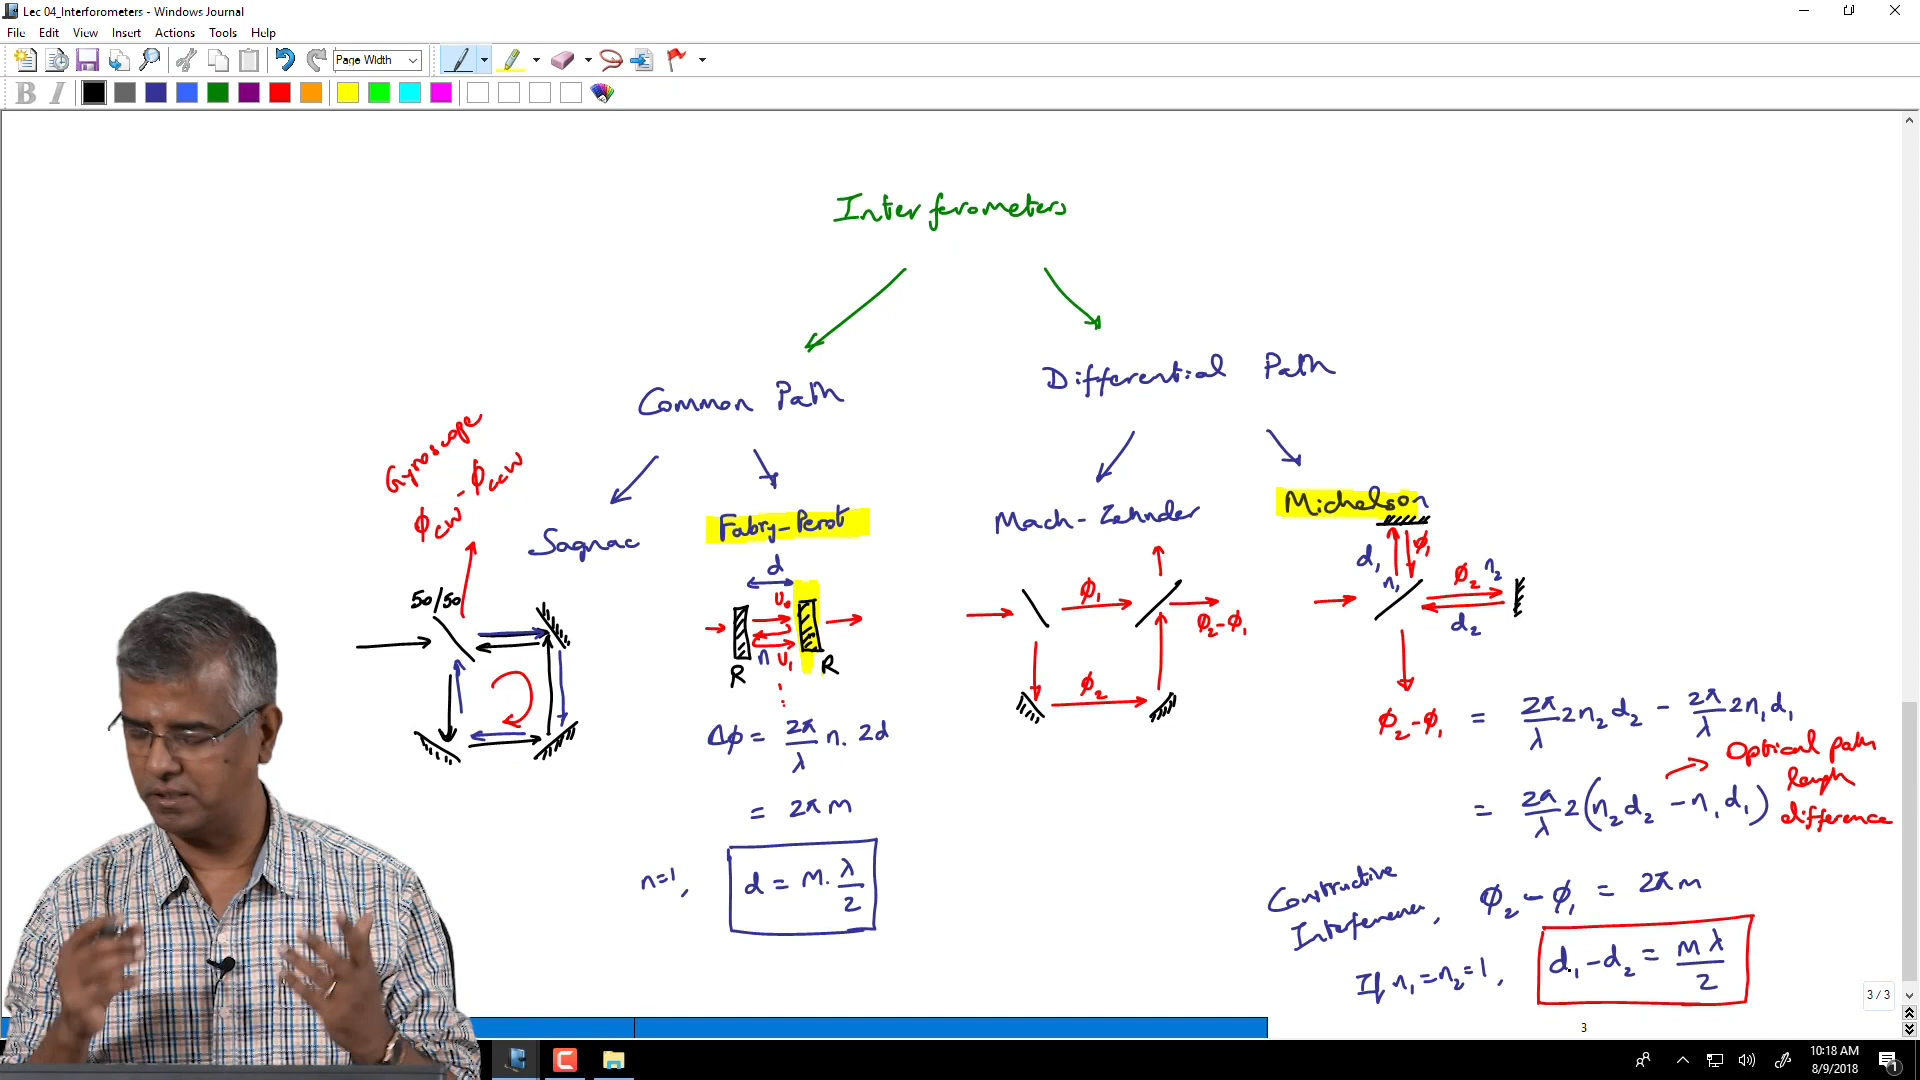 Lec 04_Interforometers - Windows Journal
File Edit View Insert Actions Tools Help
Page Width
B I
Interferometers
Common Path
Differential Path
Gyroscope
ϕcw - ϕccw
Sagnac
Fabry-Perot
Mach-Zehnder
Michelson
50/50
d
U₀
n U₁
R R
Δϕ = 2π/λ n. 2d
= 2πm
n=1, d = m. λ/2
ϕ₁
ϕ₂-ϕ₁
ϕ₂
d₁ ϕ₁
n₁ ϕ₂ n₂
d₂
ϕ₂-ϕ₁ = 2π/λ 2n₂d₂ - 2π/λ 2n₁d₁
= 2π/λ 2(n₂d₂ - n₁d₁)
Optical path
length
difference
Constructive
Interference, ϕ₂-ϕ₁ = 2πm
If n₁=n₂=1, d₁-d₂ = mλ/2
3 / 3
3
10:18 AM
8/9/2018
1